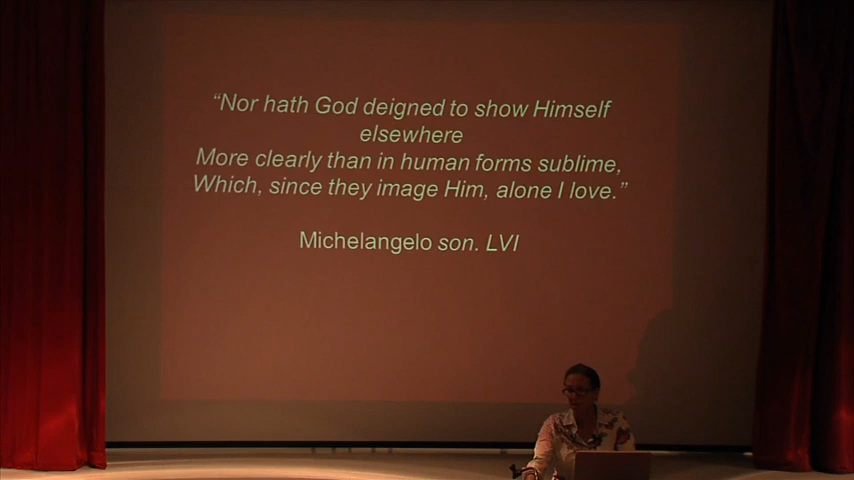 “Nor hath God deigned to show Himself
elsewhere
More clearly than in human forms sublime,
Which, since they image Him, alone I love.”
Michelangelo son. LVI